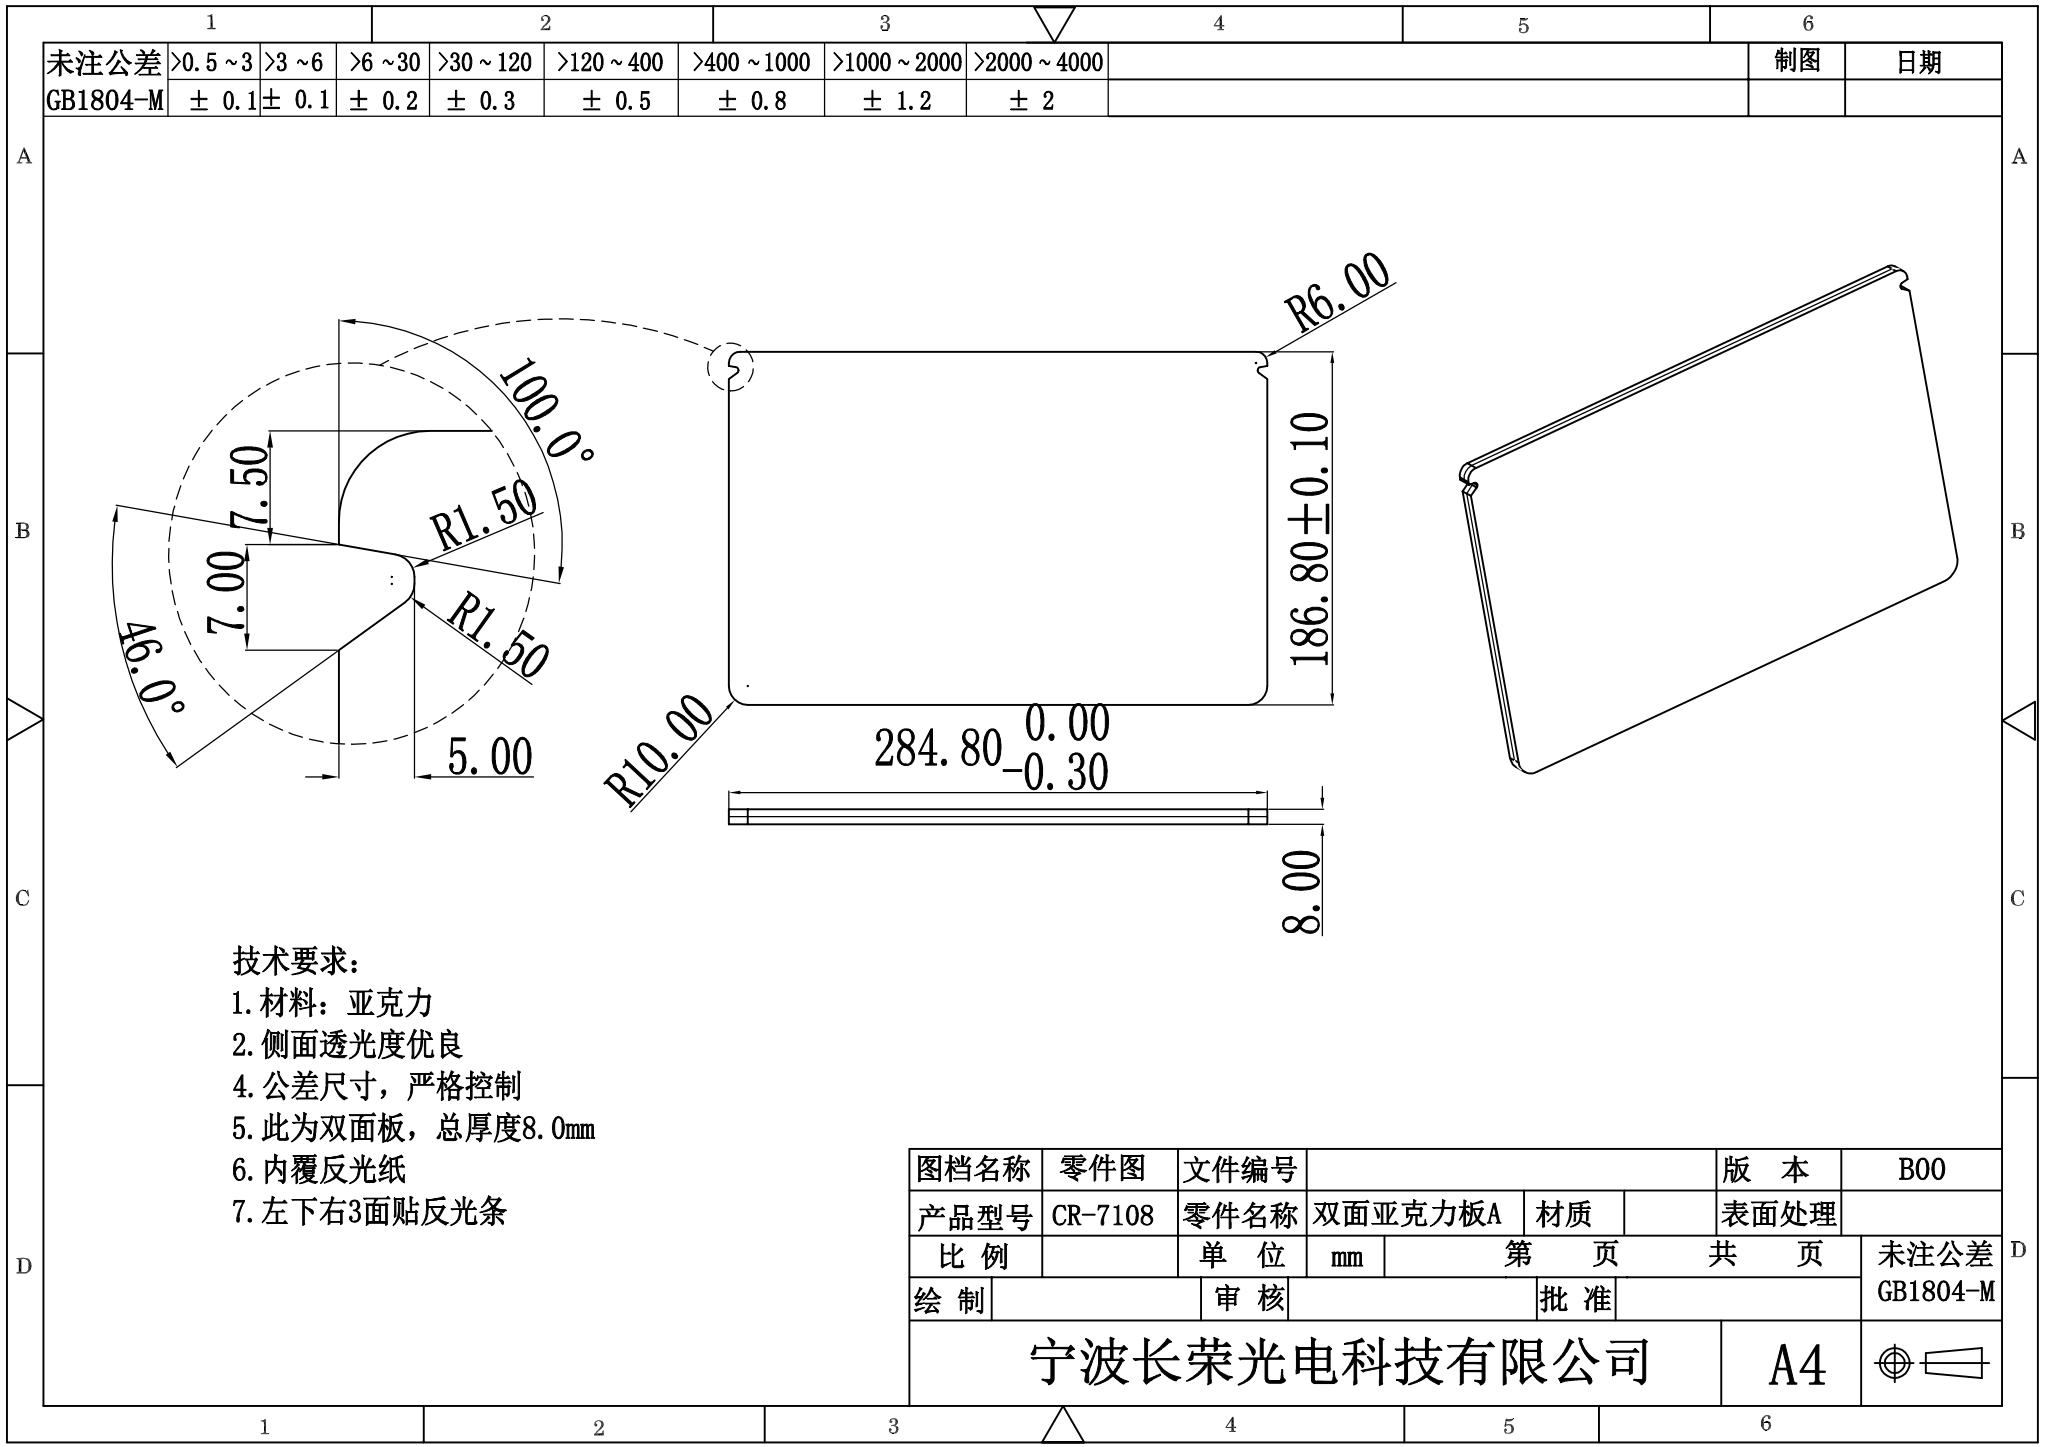 1 2 3 4 5 6
未注公差 >0.5~3 >3~6 >6~30 >30~120 >120~400 >400~1000 >1000~2000 >2000~4000 制图 日期
GB1804-M ± 0.1 ± 0.1 ± 0.2 ± 0.3 ± 0.5 ± 0.8 ± 1.2 ± 2
A A
R6.00
100.0°
7.50
R1.50
B B
7.00
R1.50
46.0°
5.00
186.80±0.10
R10.00
284.80 0.00
-0.30
8.00
C C
技术要求:
1.材料: 亚克力
2.侧面透光度优良
4.公差尺寸，严格控制
5.此为双面板，总厚度8.0mm
6.内覆反光纸
7.左下右3面贴反光条
图档名称 零件图 文件编号 版 本 B00
产品型号 CR-7108 零件名称 双面亚克力板A 材质 表面处理
比 例 单 位 mm 第 页 共 页 未注公差
GB1804-M
D D
绘 制 审 核 批 准
宁波长荣光电科技有限公司 A4
1 2 3 4 5 6